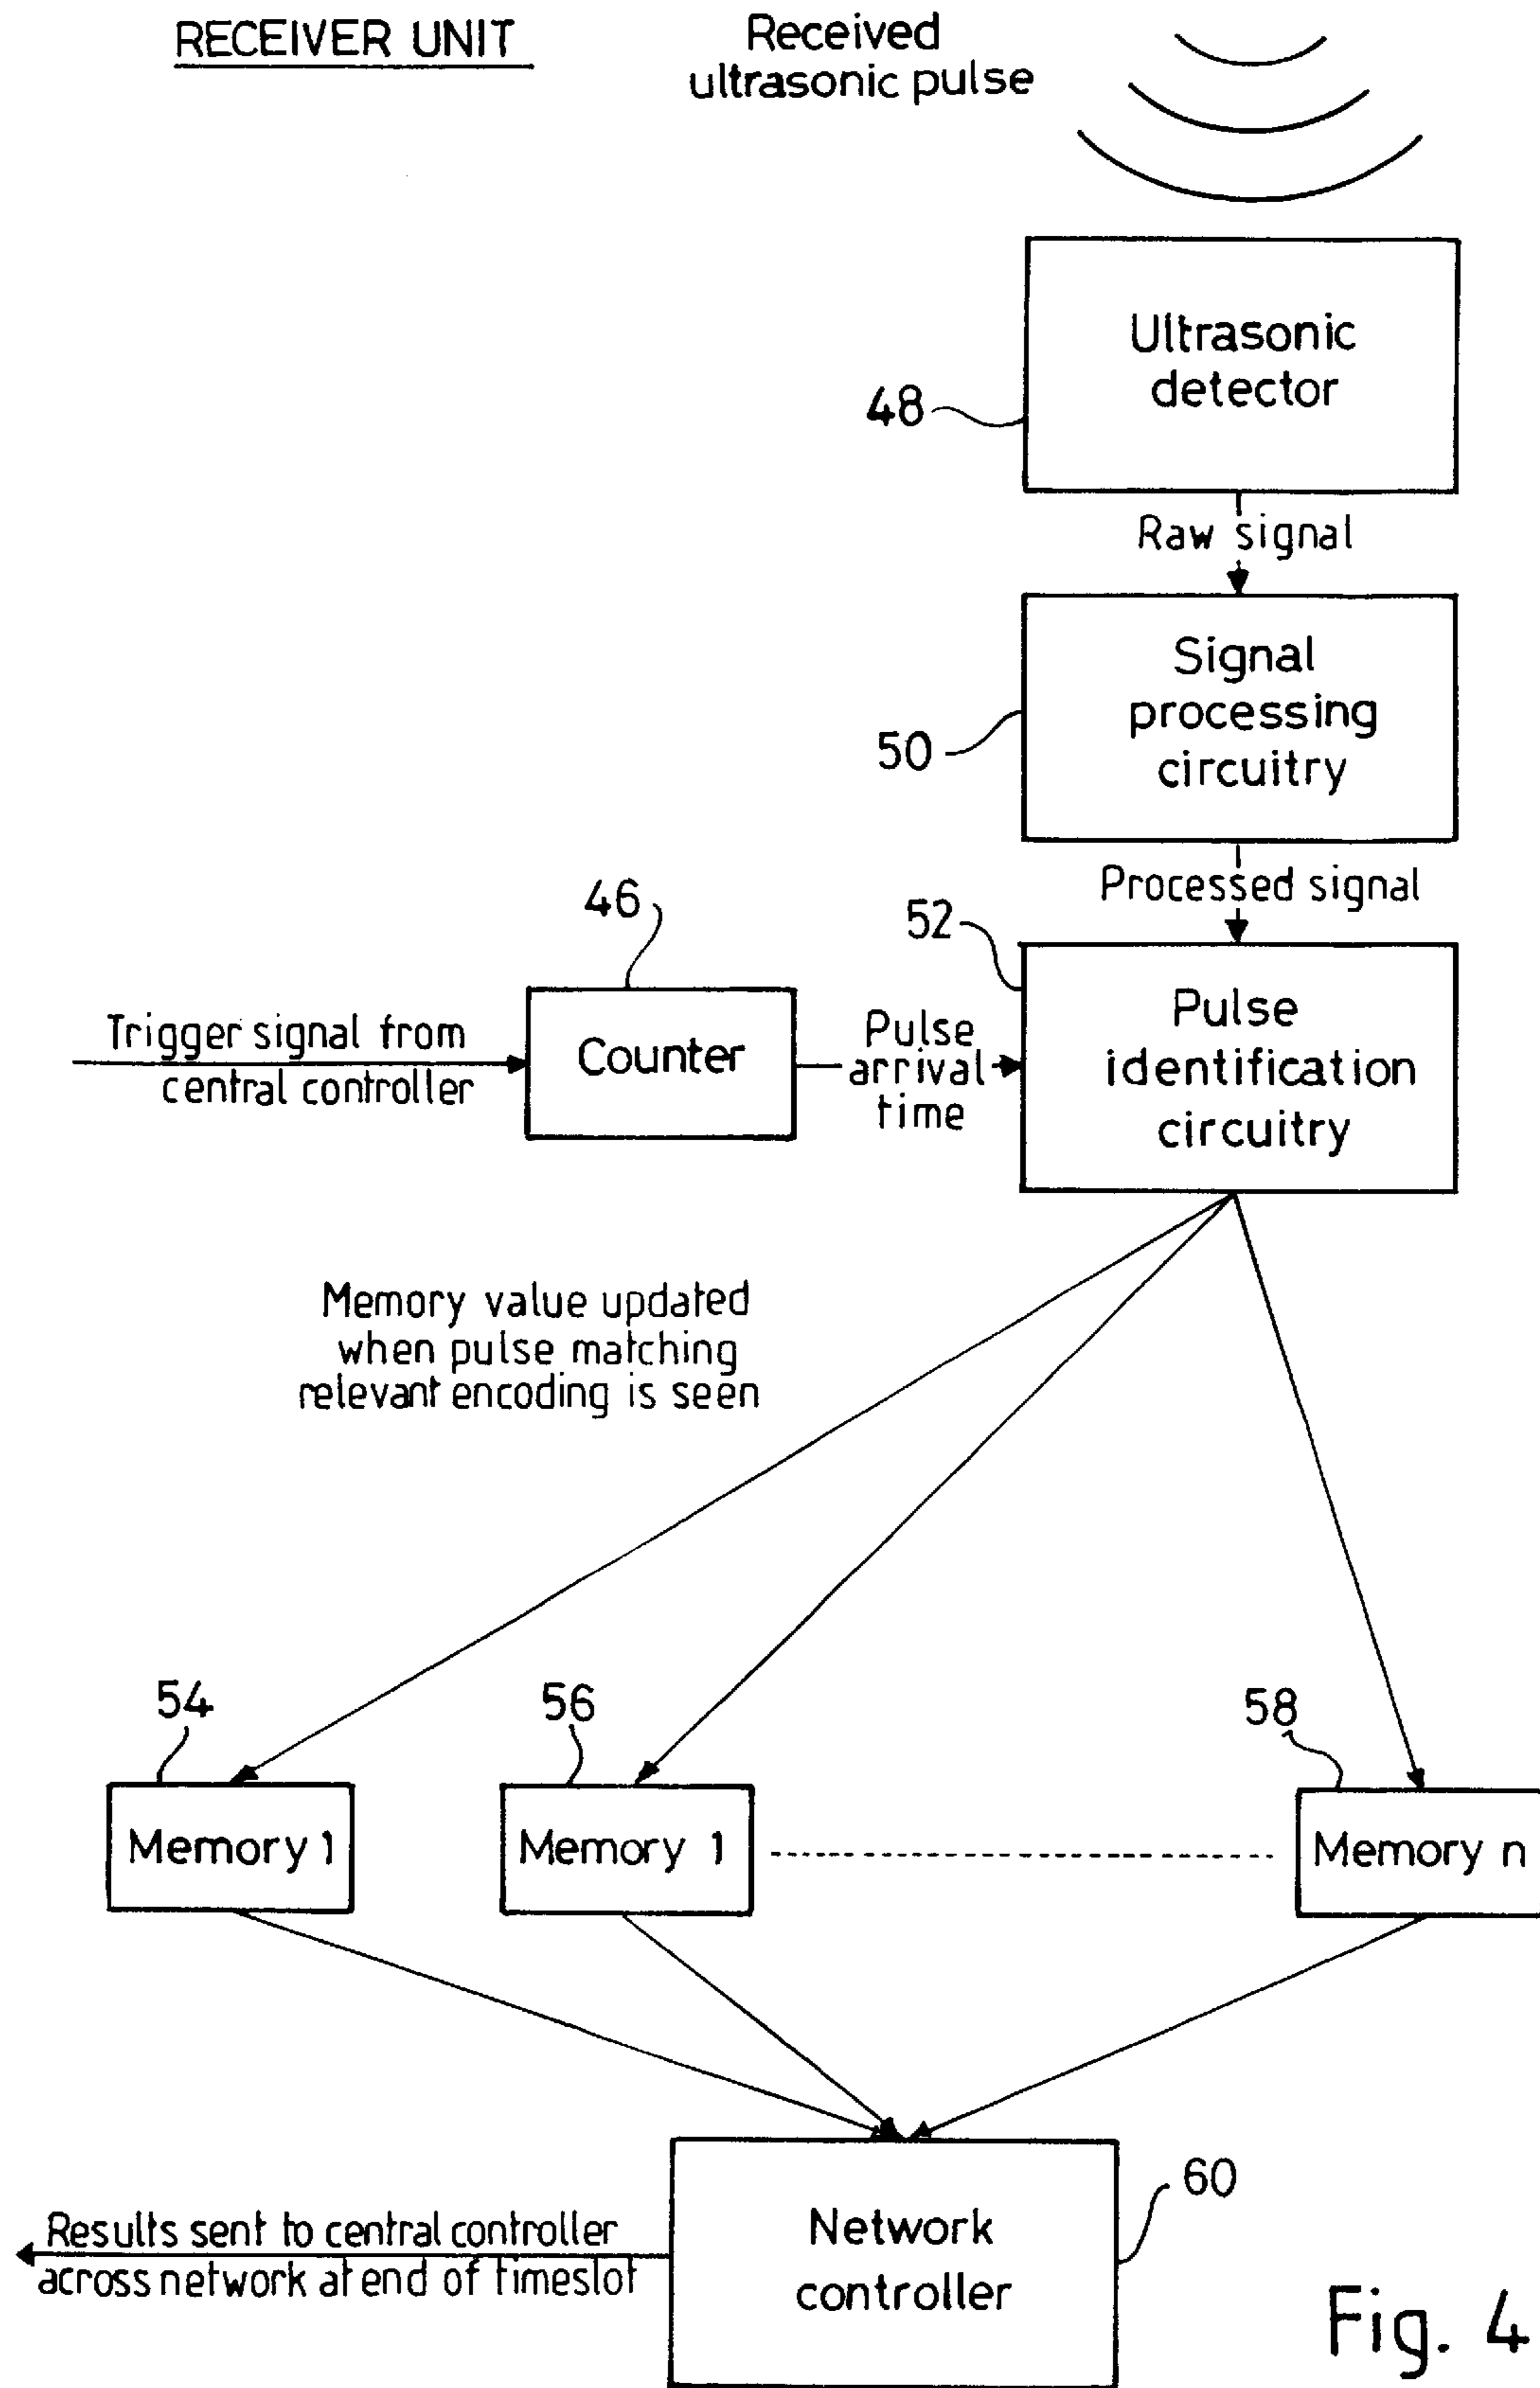 RECEIVER UNIT
Received
ultrasonic pulse
Ultrasonic
detector
48
Raw signal
Signal
processing
circuitry
50
Processed signal
46
52
Trigger signal from
central controller
Counter
Pulse
arrival
time
Pulse
identification
circuitry
Memory value updated
when pulse matching
relevant encoding is seen
54
56
58
Memory 1
Memory 1
Memory n
60
Network
controller
Results sent to central controller
across network at end of timeslot
Fig. 4